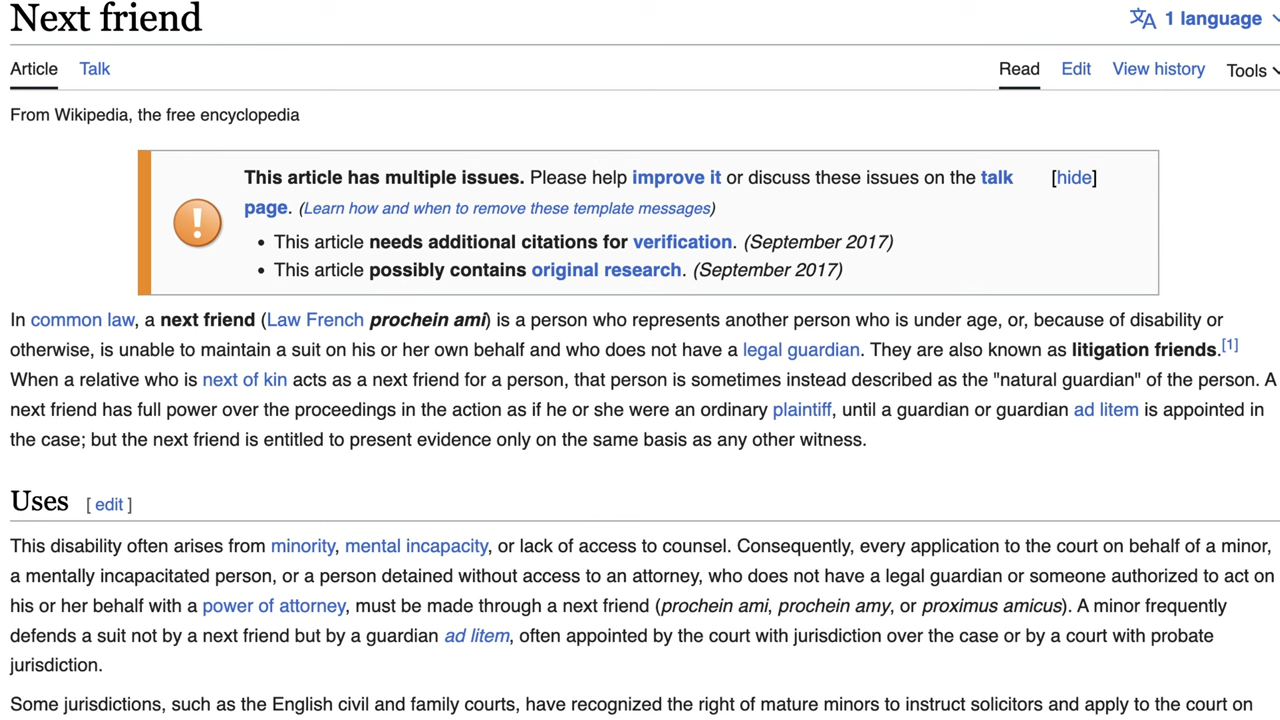 Next friend
1 language
Article Talk Read Edit View history Tools
From Wikipedia, the free encyclopedia
This article has multiple issues. Please help improve it or discuss these issues on the talk [hide]
page. (Learn how and when to remove these template messages)
• This article needs additional citations for verification. (September 2017)
• This article possibly contains original research. (September 2017)
In common law, a next friend (Law French prochein ami) is a person who represents another person who is under age, or, because of disability or
otherwise, is unable to maintain a suit on his or her own behalf and who does not have a legal guardian. They are also known as litigation friends.[1]
When a relative who is next of kin acts as a next friend for a person, that person is sometimes instead described as the "natural guardian" of the person. A
next friend has full power over the proceedings in the action as if he or she were an ordinary plaintiff, until a guardian or guardian ad litem is appointed in
the case; but the next friend is entitled to present evidence only on the same basis as any other witness.
Uses [ edit ]
This disability often arises from minority, mental incapacity, or lack of access to counsel. Consequently, every application to the court on behalf of a minor,
a mentally incapacitated person, or a person detained without access to an attorney, who does not have a legal guardian or someone authorized to act on
his or her behalf with a power of attorney, must be made through a next friend (prochein ami, prochein amy, or proximus amicus). A minor frequently
defends a suit not by a next friend but by a guardian ad litem, often appointed by the court with jurisdiction over the case or by a court with probate
jurisdiction.
Some jurisdictions, such as the English civil and family courts, have recognized the right of mature minors to instruct solicitors and apply to the court on